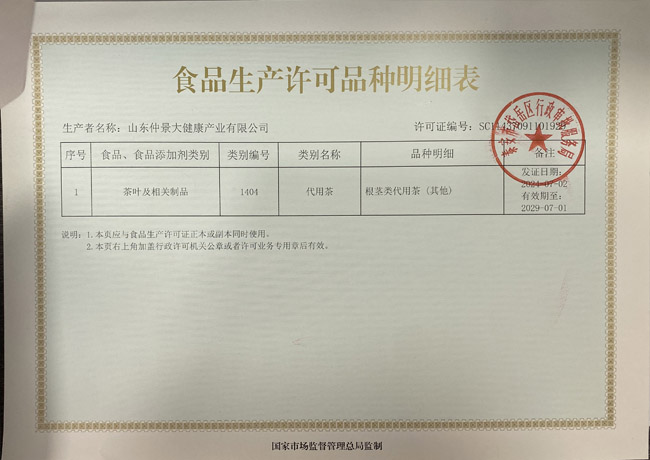 食品生产许可品种明细表
生产者名称：山东仲景大健康产业有限公司
许可证编号：
序号 食品、食品添加剂类别 类别编号 类别名称 品种明细 备注
1 茶叶及相关制品 1404 代用茶 根茎类代用茶（其他） 发证日期：
2024-07-02
有效期至：
2029-07-01
说明：1.本页应与食品生产许可证正本或副本同时使用。
2.本页右上角加盖行政许可机关公章或者许可业务专用章后有效。
国家市场监督管理总局监制